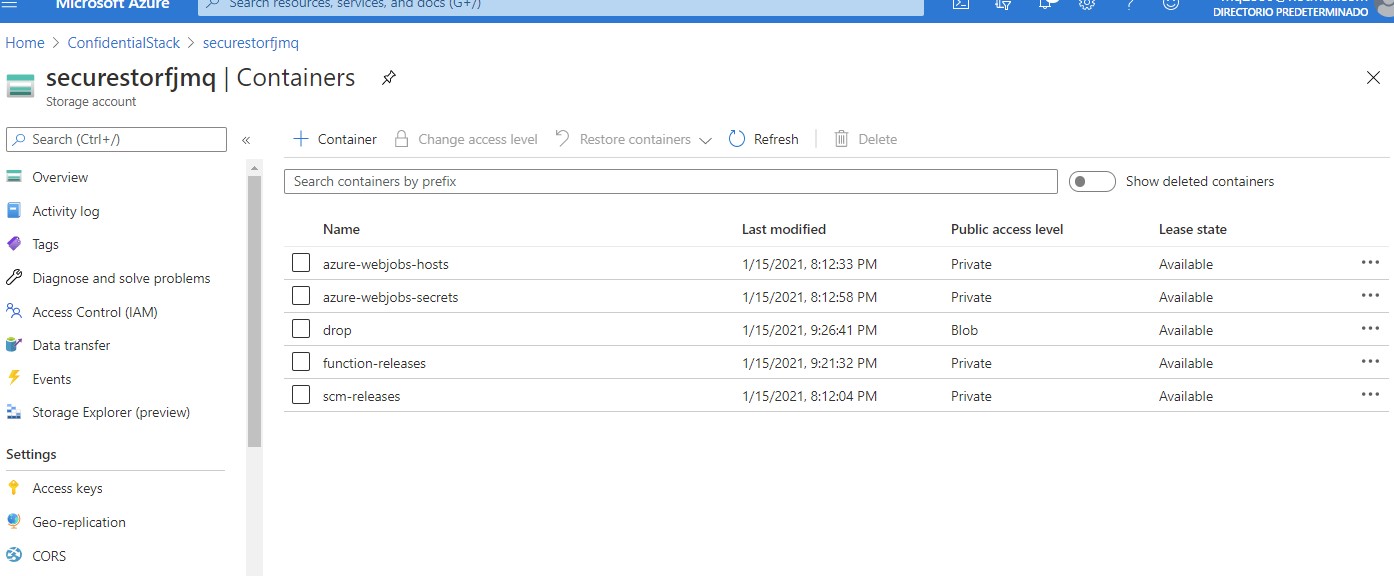 Microsoft Azure
Search resources, services, and docs (G+/)
DIRECTORIO PREDETERMINADO
Home > ConfidentialStack > securestorfjmq
securestorfjmq | Containers
Storage account
Search (Ctrl+/)
«
Container
Change access level
Restore containers
Refresh
Delete
Overview
Activity log
Tags
Diagnose and solve problems
Access Control (IAM)
Data transfer
Events
Storage Explorer (preview)
Settings
Access keys
Geo-replication
CORS
Search containers by prefix
Show deleted containers
Name Last modified Public access level Lease state
azure-webjobs-hosts 1/15/2021, 8:12:33 PM Private Available
azure-webjobs-secrets 1/15/2021, 8:12:58 PM Private Available
drop 1/15/2021, 9:26:41 PM Blob Available
function-releases 1/15/2021, 9:21:32 PM Private Available
scm-releases 1/15/2021, 8:12:04 PM Private Available